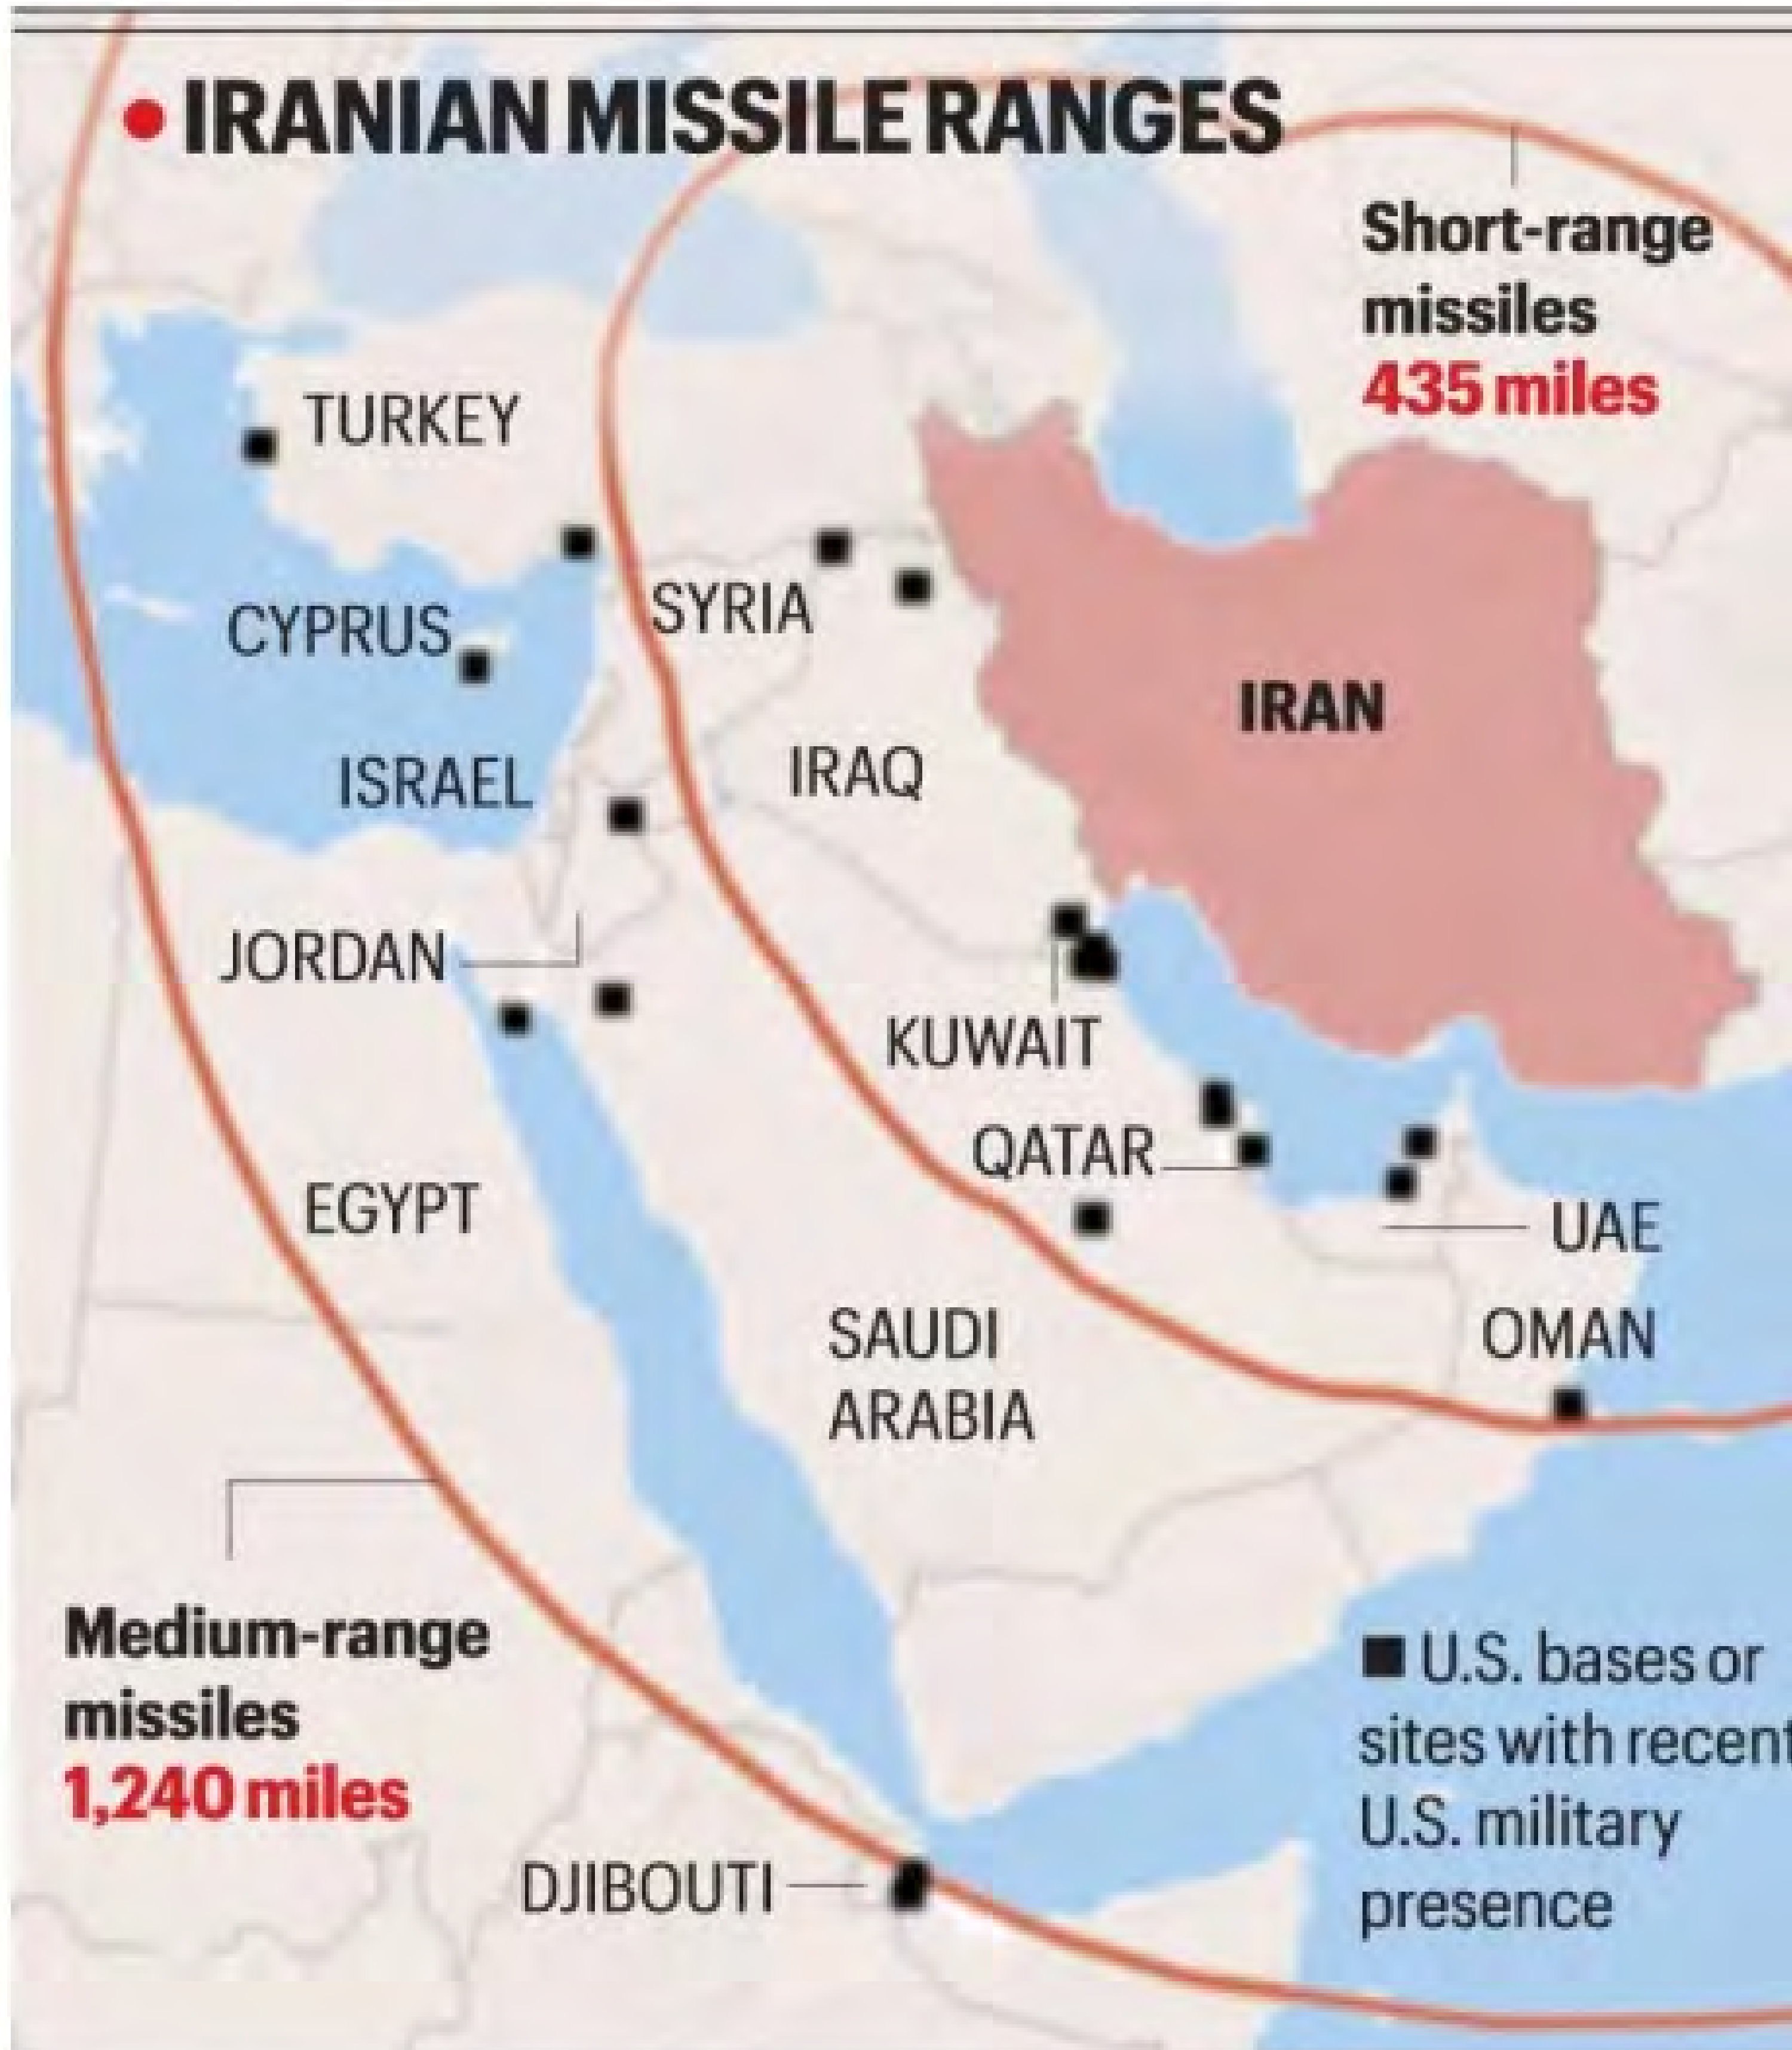 • IRANIAN MISSILE RANGES
Short-range
missiles
435 miles
TURKEY
CYPRUS
SYRIA
IRAN
ISRAEL
IRAQ
JORDAN
KUWAIT
QATAR
EGYPT
UAE
SAUDI
ARABIA
OMAN
Medium-range
missiles
1,240 miles
■ U.S. bases or
sites with recent
U.S. military
presence
DJIBOUTI